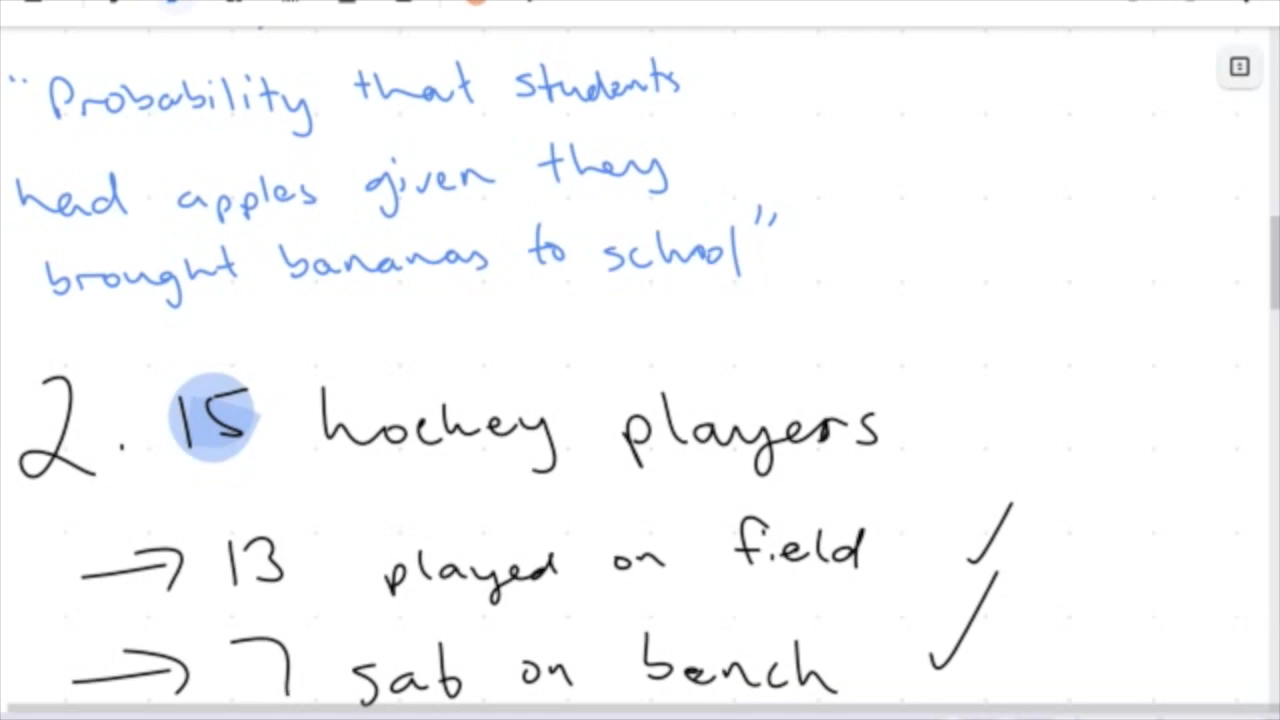 "Probability that students
had apples given they
brought bananas to school"
2. 15 hockey players
→ 13 played on field ✓
→ 7 sab on bench ✓